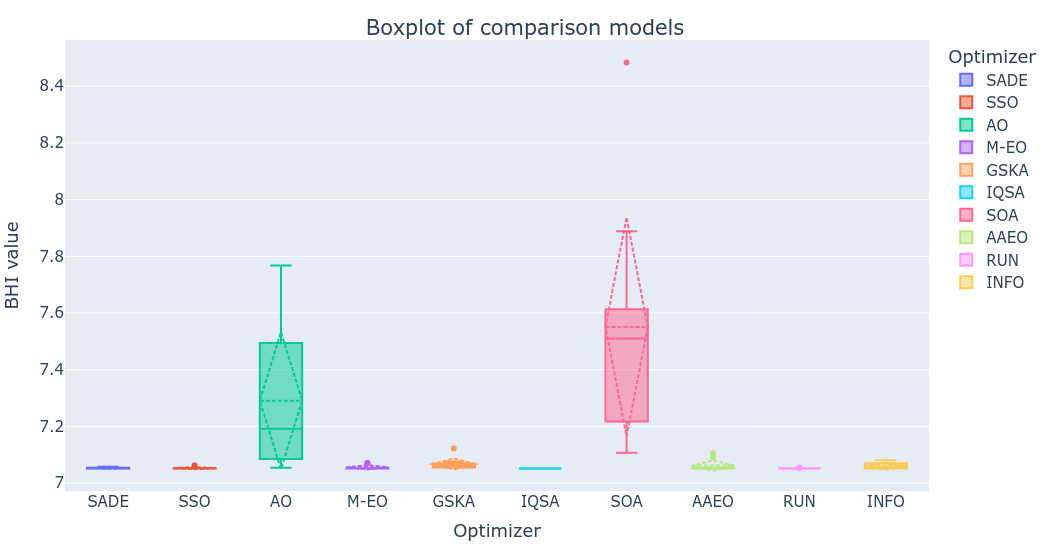 Boxplot of comparison models
BHI value
8.4
8.2
8
7.8
7.6
7.4
7.2
7
SADE SSO AO M-EO GSKA IQSA SOA AAEO RUN INFO
Optimizer
Optimizer
SADE
SSO
AO
M-EO
GSKA
IQSA
SOA
AAEO
RUN
INFO